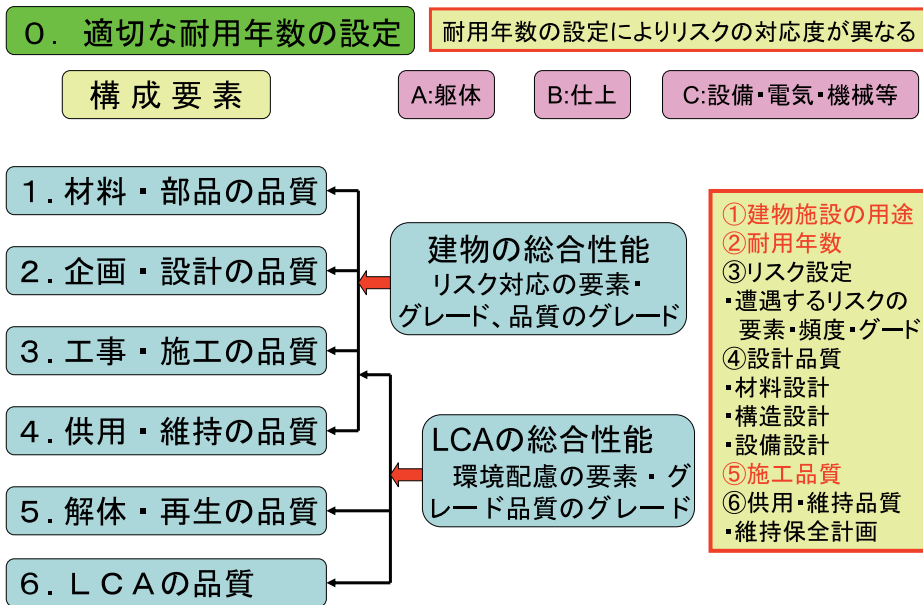 ０．適切な耐用年数の設定
耐用年数の設定によりリスクの対応度が異なる
構成要素
A:躯体
B:仕上
C:設備・電気・機械等
１.材料・部品の品質
２.企画・設計の品質
３.工事・施工の品質
４.供用・維持の品質
５.解体・再生の品質
６.ＬＣＡの品質
建物の総合性能
リスク対応の要素・
グレード、品質のグレード
LCAの総合性能
環境配慮の要素・グ
レード品質のグレード
①建物施設の用途
②耐用年数
③リスク設定
・遭遇するリスクの
要素・頻度・グード
④設計品質
・材料設計
・構造設計
・設備設計
⑤施工品質
⑥供用・維持品質
・維持保全計画